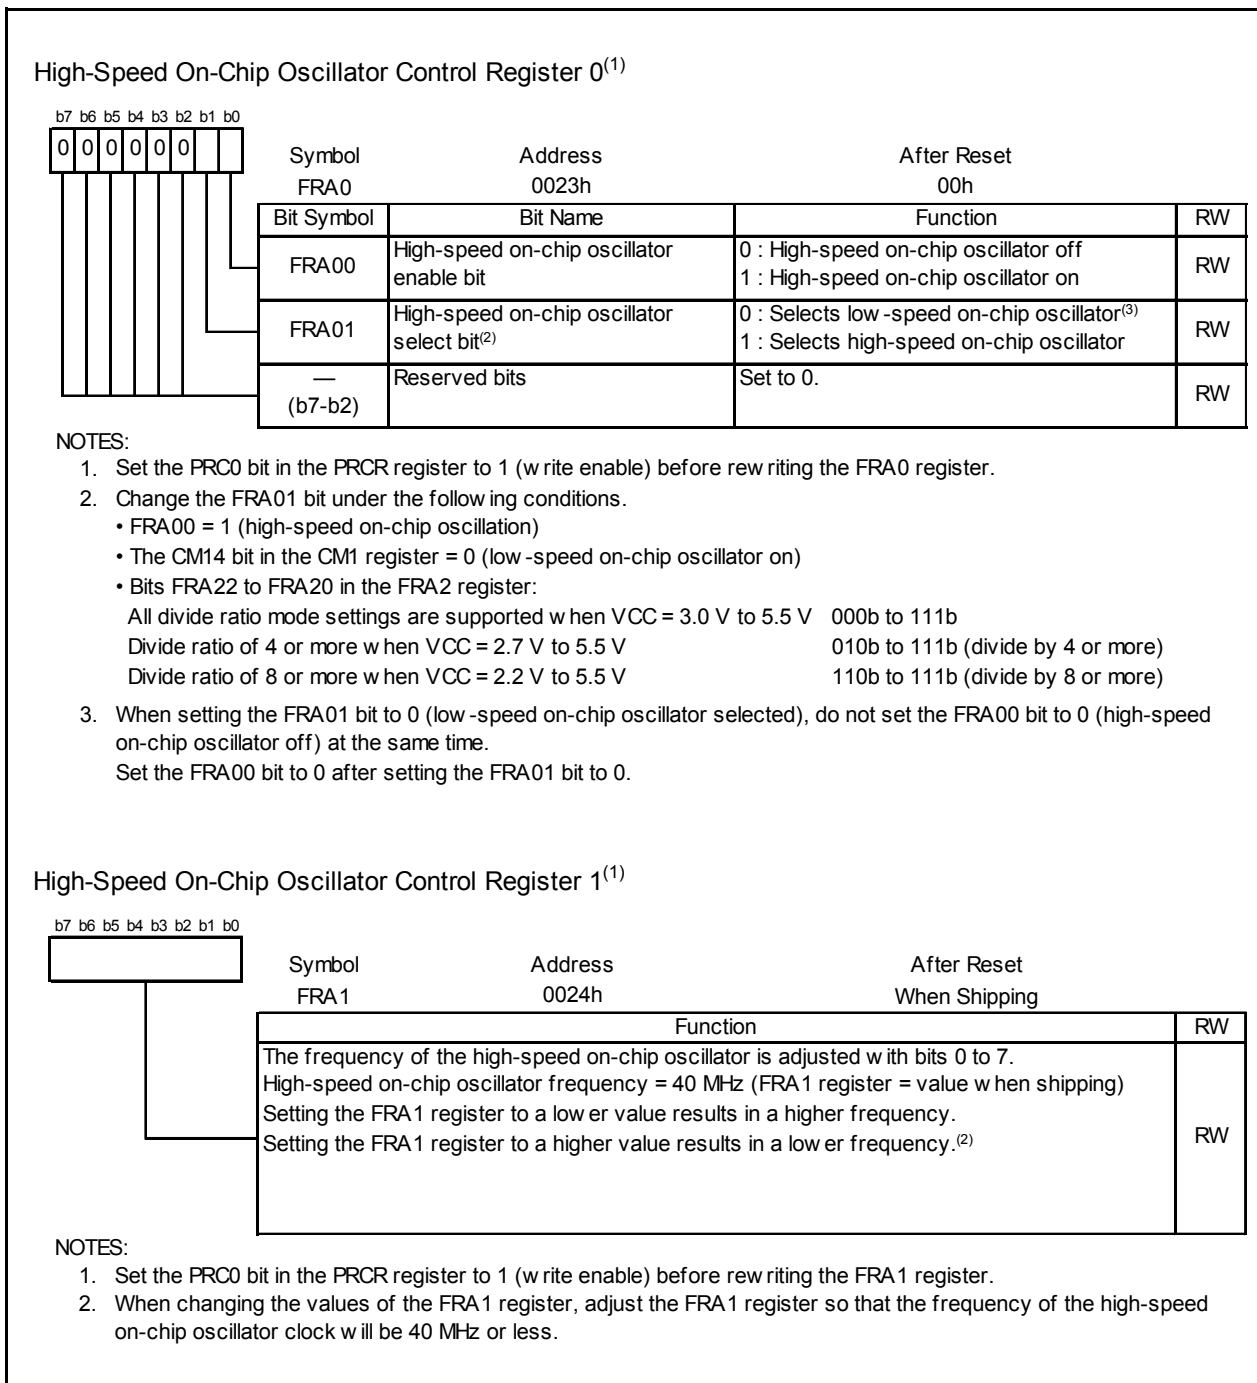 High-Speed On-Chip Oscillator Control Register 0(1)
b7 b6 b5 b4 b3 b2 b1 b0
0 0 0 0 0 0
Symbol Address After Reset
FRA0 0023h 00h
Bit Symbol Bit Name Function RW
FRA00 High-speed on-chip oscillator enable bit 0 : High-speed on-chip oscillator off
1 : High-speed on-chip oscillator on RW
FRA01 High-speed on-chip oscillator select bit(2) 0 : Selects low-speed on-chip oscillator(3)
1 : Selects high-speed on-chip oscillator RW
— (b7-b2) Reserved bits Set to 0. RW
NOTES:
1. Set the PRC0 bit in the PRCR register to 1 (write enable) before rewriting the FRA0 register.
2. Change the FRA01 bit under the following conditions.
• FRA00 = 1 (high-speed on-chip oscillation)
• The CM14 bit in the CM1 register = 0 (low-speed on-chip oscillator on)
• Bits FRA22 to FRA20 in the FRA2 register:
All divide ratio mode settings are supported when VCC = 3.0 V to 5.5 V 000b to 111b
Divide ratio of 4 or more when VCC = 2.7 V to 5.5 V 010b to 111b (divide by 4 or more)
Divide ratio of 8 or more when VCC = 2.2 V to 5.5 V 110b to 111b (divide by 8 or more)
3. When setting the FRA01 bit to 0 (low-speed on-chip oscillator selected), do not set the FRA00 bit to 0 (high-speed
on-chip oscillator off) at the same time.
Set the FRA00 bit to 0 after setting the FRA01 bit to 0.
High-Speed On-Chip Oscillator Control Register 1(1)
b7 b6 b5 b4 b3 b2 b1 b0
Symbol Address After Reset
FRA1 0024h When Shipping
Function RW
The frequency of the high-speed on-chip oscillator is adjusted with bits 0 to 7.
High-speed on-chip oscillator frequency = 40 MHz (FRA1 register = value when shipping)
Setting the FRA1 register to a lower value results in a higher frequency.
Setting the FRA1 register to a higher value results in a lower frequency.(2)
RW
NOTES:
1. Set the PRC0 bit in the PRCR register to 1 (write enable) before rewriting the FRA1 register.
2. When changing the values of the FRA1 register, adjust the FRA1 register so that the frequency of the high-speed
on-chip oscillator clock will be 40 MHz or less.